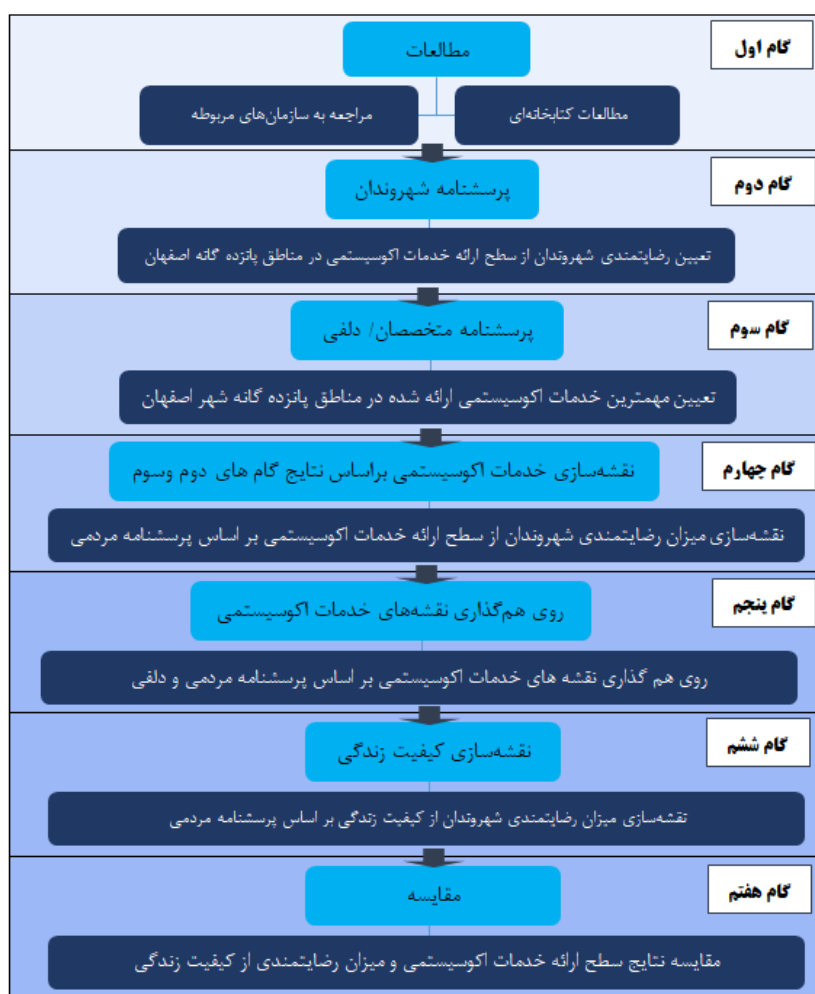 گام اول
مطالعات
مطالعات کتابخانه‌ای
مراجعه به سازمان‌های مربوطه
گام دوم
پرسشنامه شهروندان
تعیین رضایتمندی شهروندان از سطح ارائه خدمات اکوسیستمی در مناطق پانزده گانه اصفهان
گام سوم
پرسشنامه متخصصان/ دلفی
تعیین مهمترین خدمات اکوسیستمی ارائه شده در مناطق پانزده گانه شهر اصفهان
گام چهارم
نقشه‌سازی خدمات اکوسیستمی براساس نتایج گام های دوم وسوم
نقشه‌سازی میزان رضایتمندی شهروندان از سطح ارائه خدمات اکوسیستمی بر اساس پرسشنامه مردمی
گام پنجم
روی هم‌گذاری نقشه‌های خدمات اکوسیستمی
روی هم گذاری نقشه های خدمات اکوسیستمی بر اساس پرسشنامه مردمی و دلفی
گام ششم
نقشه‌سازی کیفیت زندگی
نقشه‌سازی میزان رضایتمندی شهروندان از کیفیت زندگی بر اساس پرسشنامه مردمی
گام هفتم
مقایسه
مقایسه نتایج سطح ارائه خدمات اکوسیستمی و میزان رضایتمندی از کیفیت زندگی